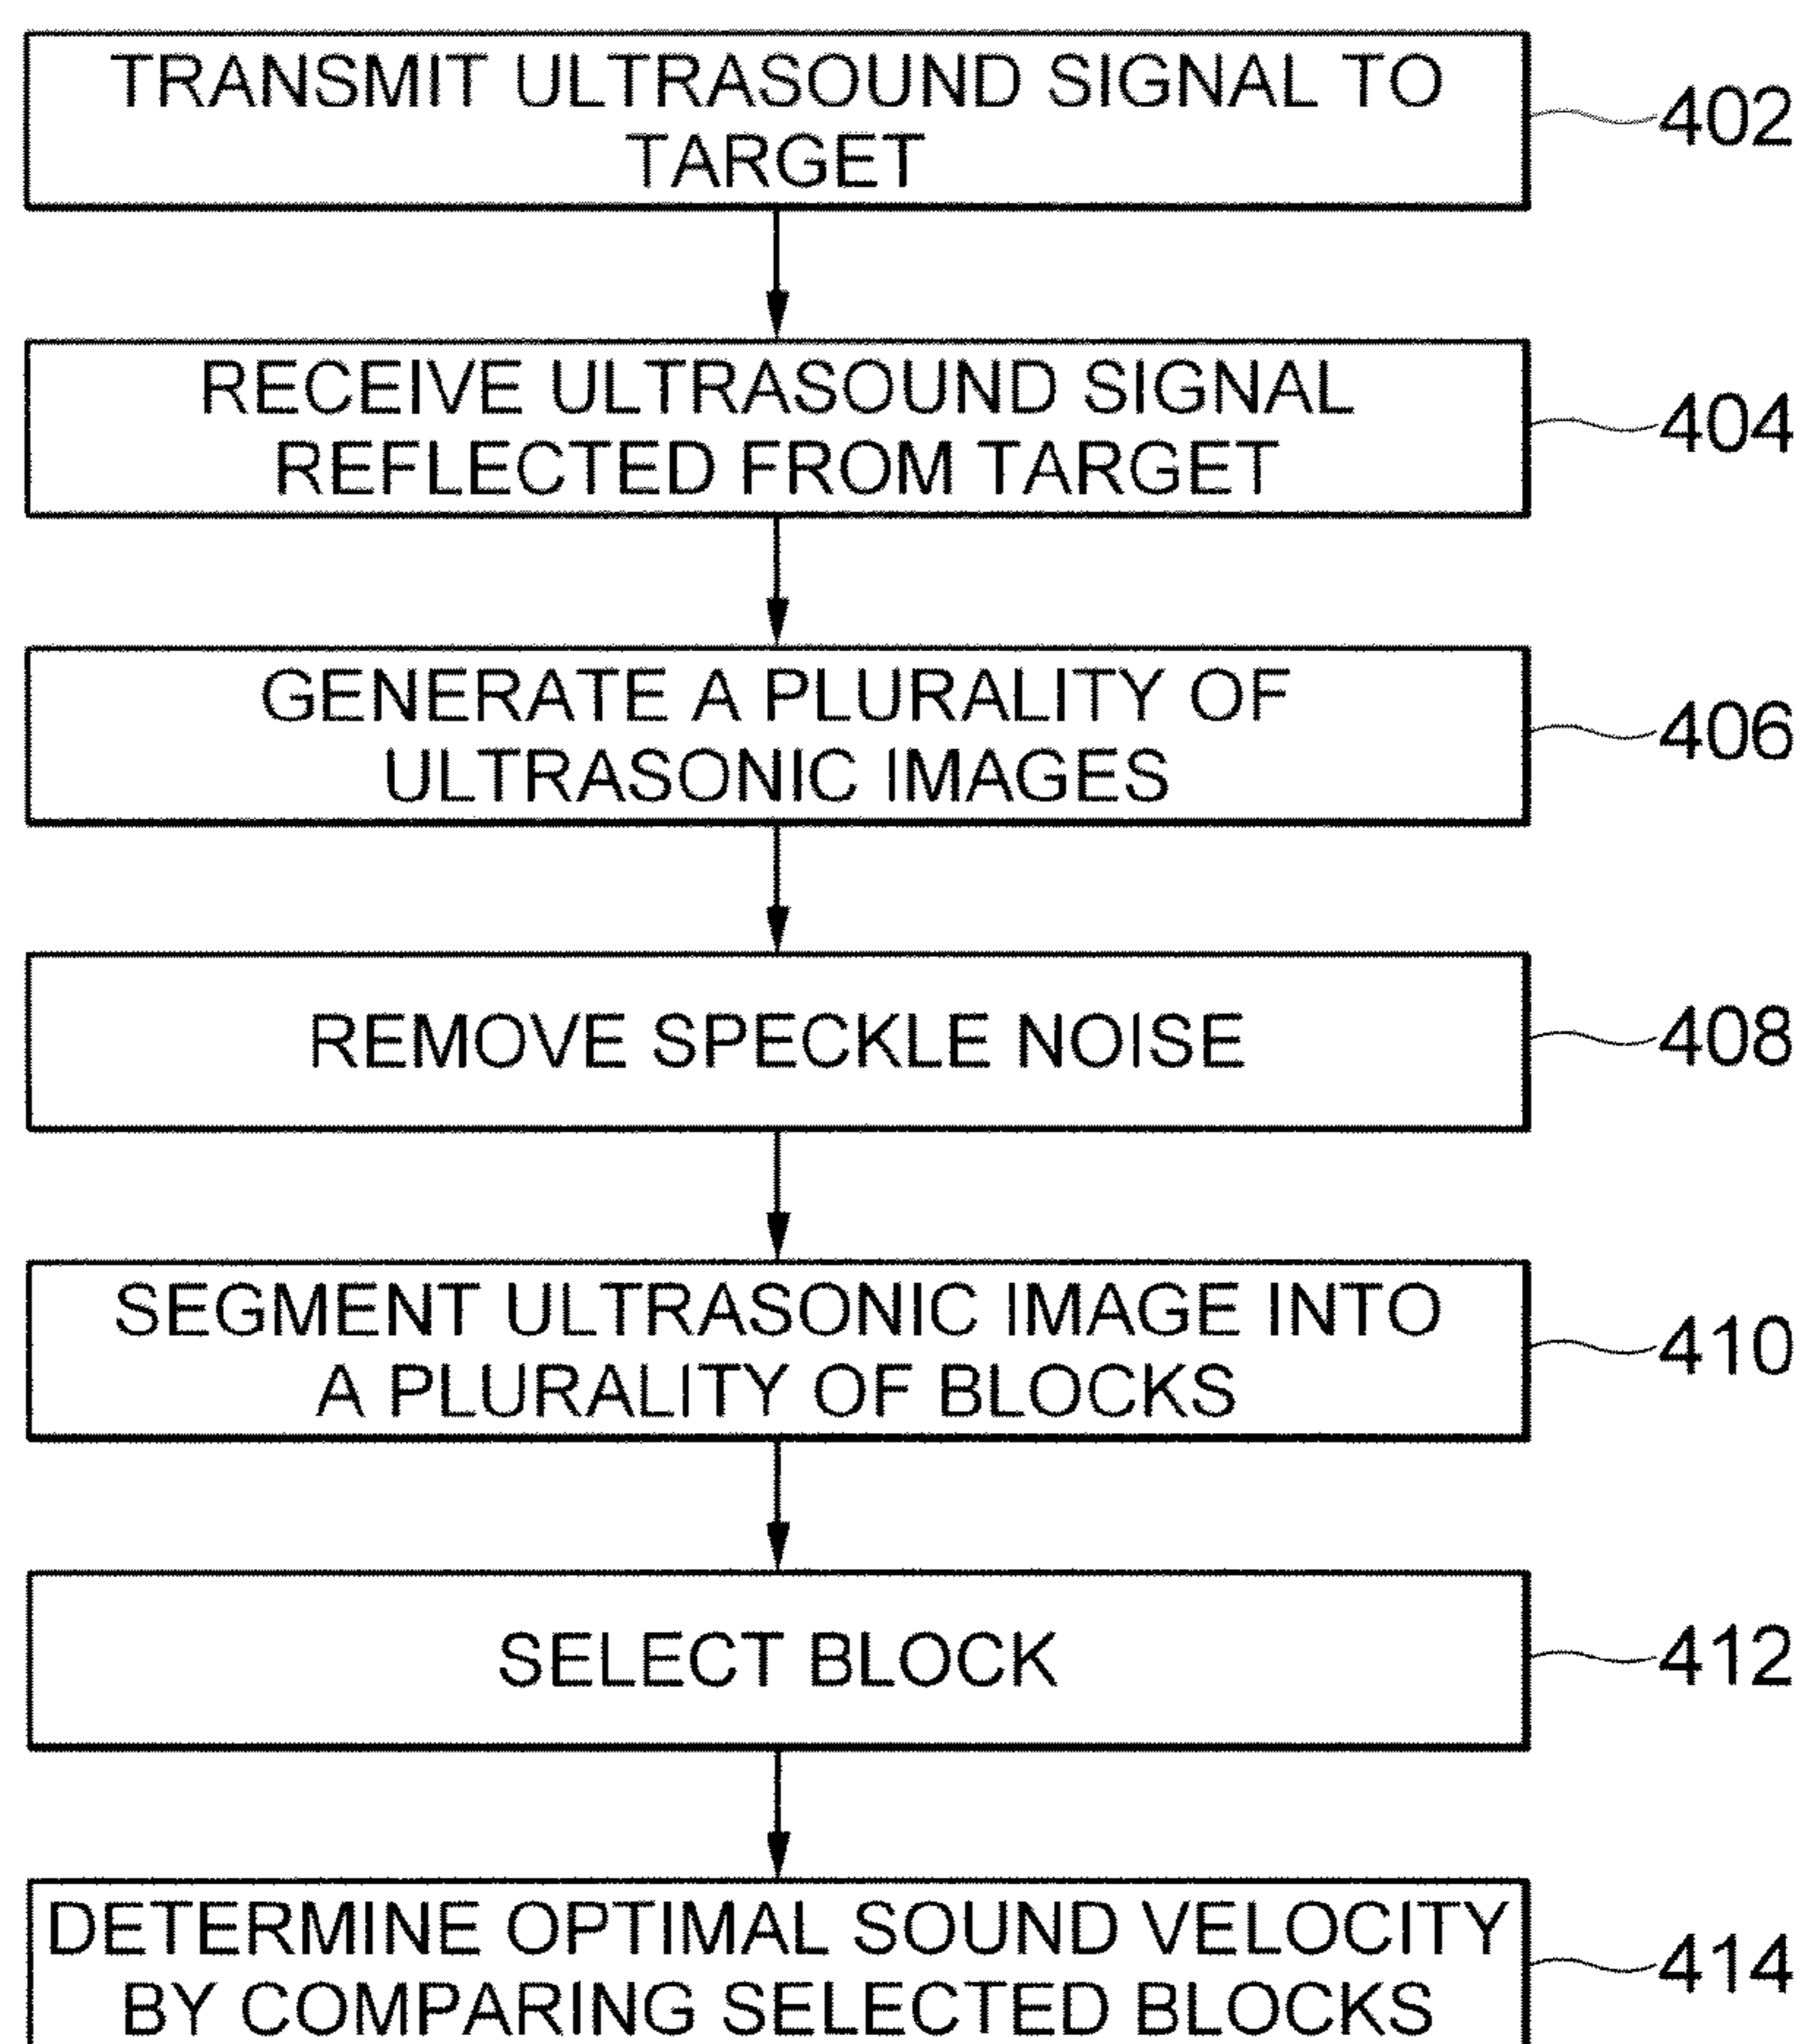 TRANSMIT ULTRASOUND SIGNAL TO
TARGET
402
RECEIVE ULTRASOUND SIGNAL
REFLECTED FROM TARGET
404
GENERATE A PLURALITY OF
ULTRASONIC IMAGES
406
REMOVE SPECKLE NOISE
408
SEGMENT ULTRASONIC IMAGE INTO
A PLURALITY OF BLOCKS
410
SELECT BLOCK
412
DETERMINE OPTIMAL SOUND VELOCITY
BY COMPARING SELECTED BLOCKS
414